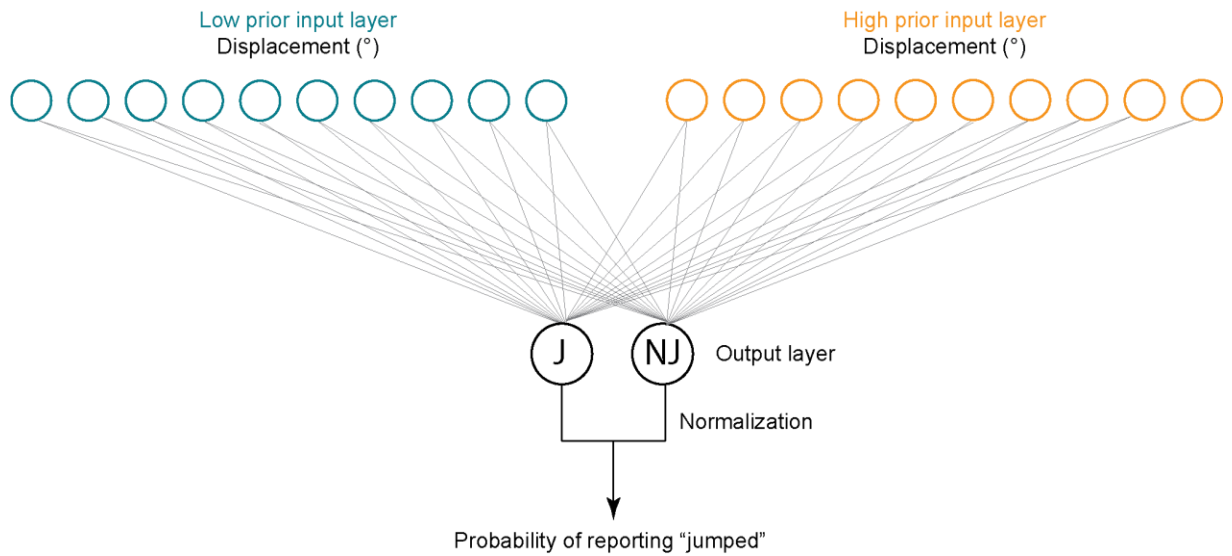 Low prior input layer
Displacement (°)
High prior input layer
Displacement (°)
J
NJ
Output layer
Normalization
Probability of reporting “jumped”